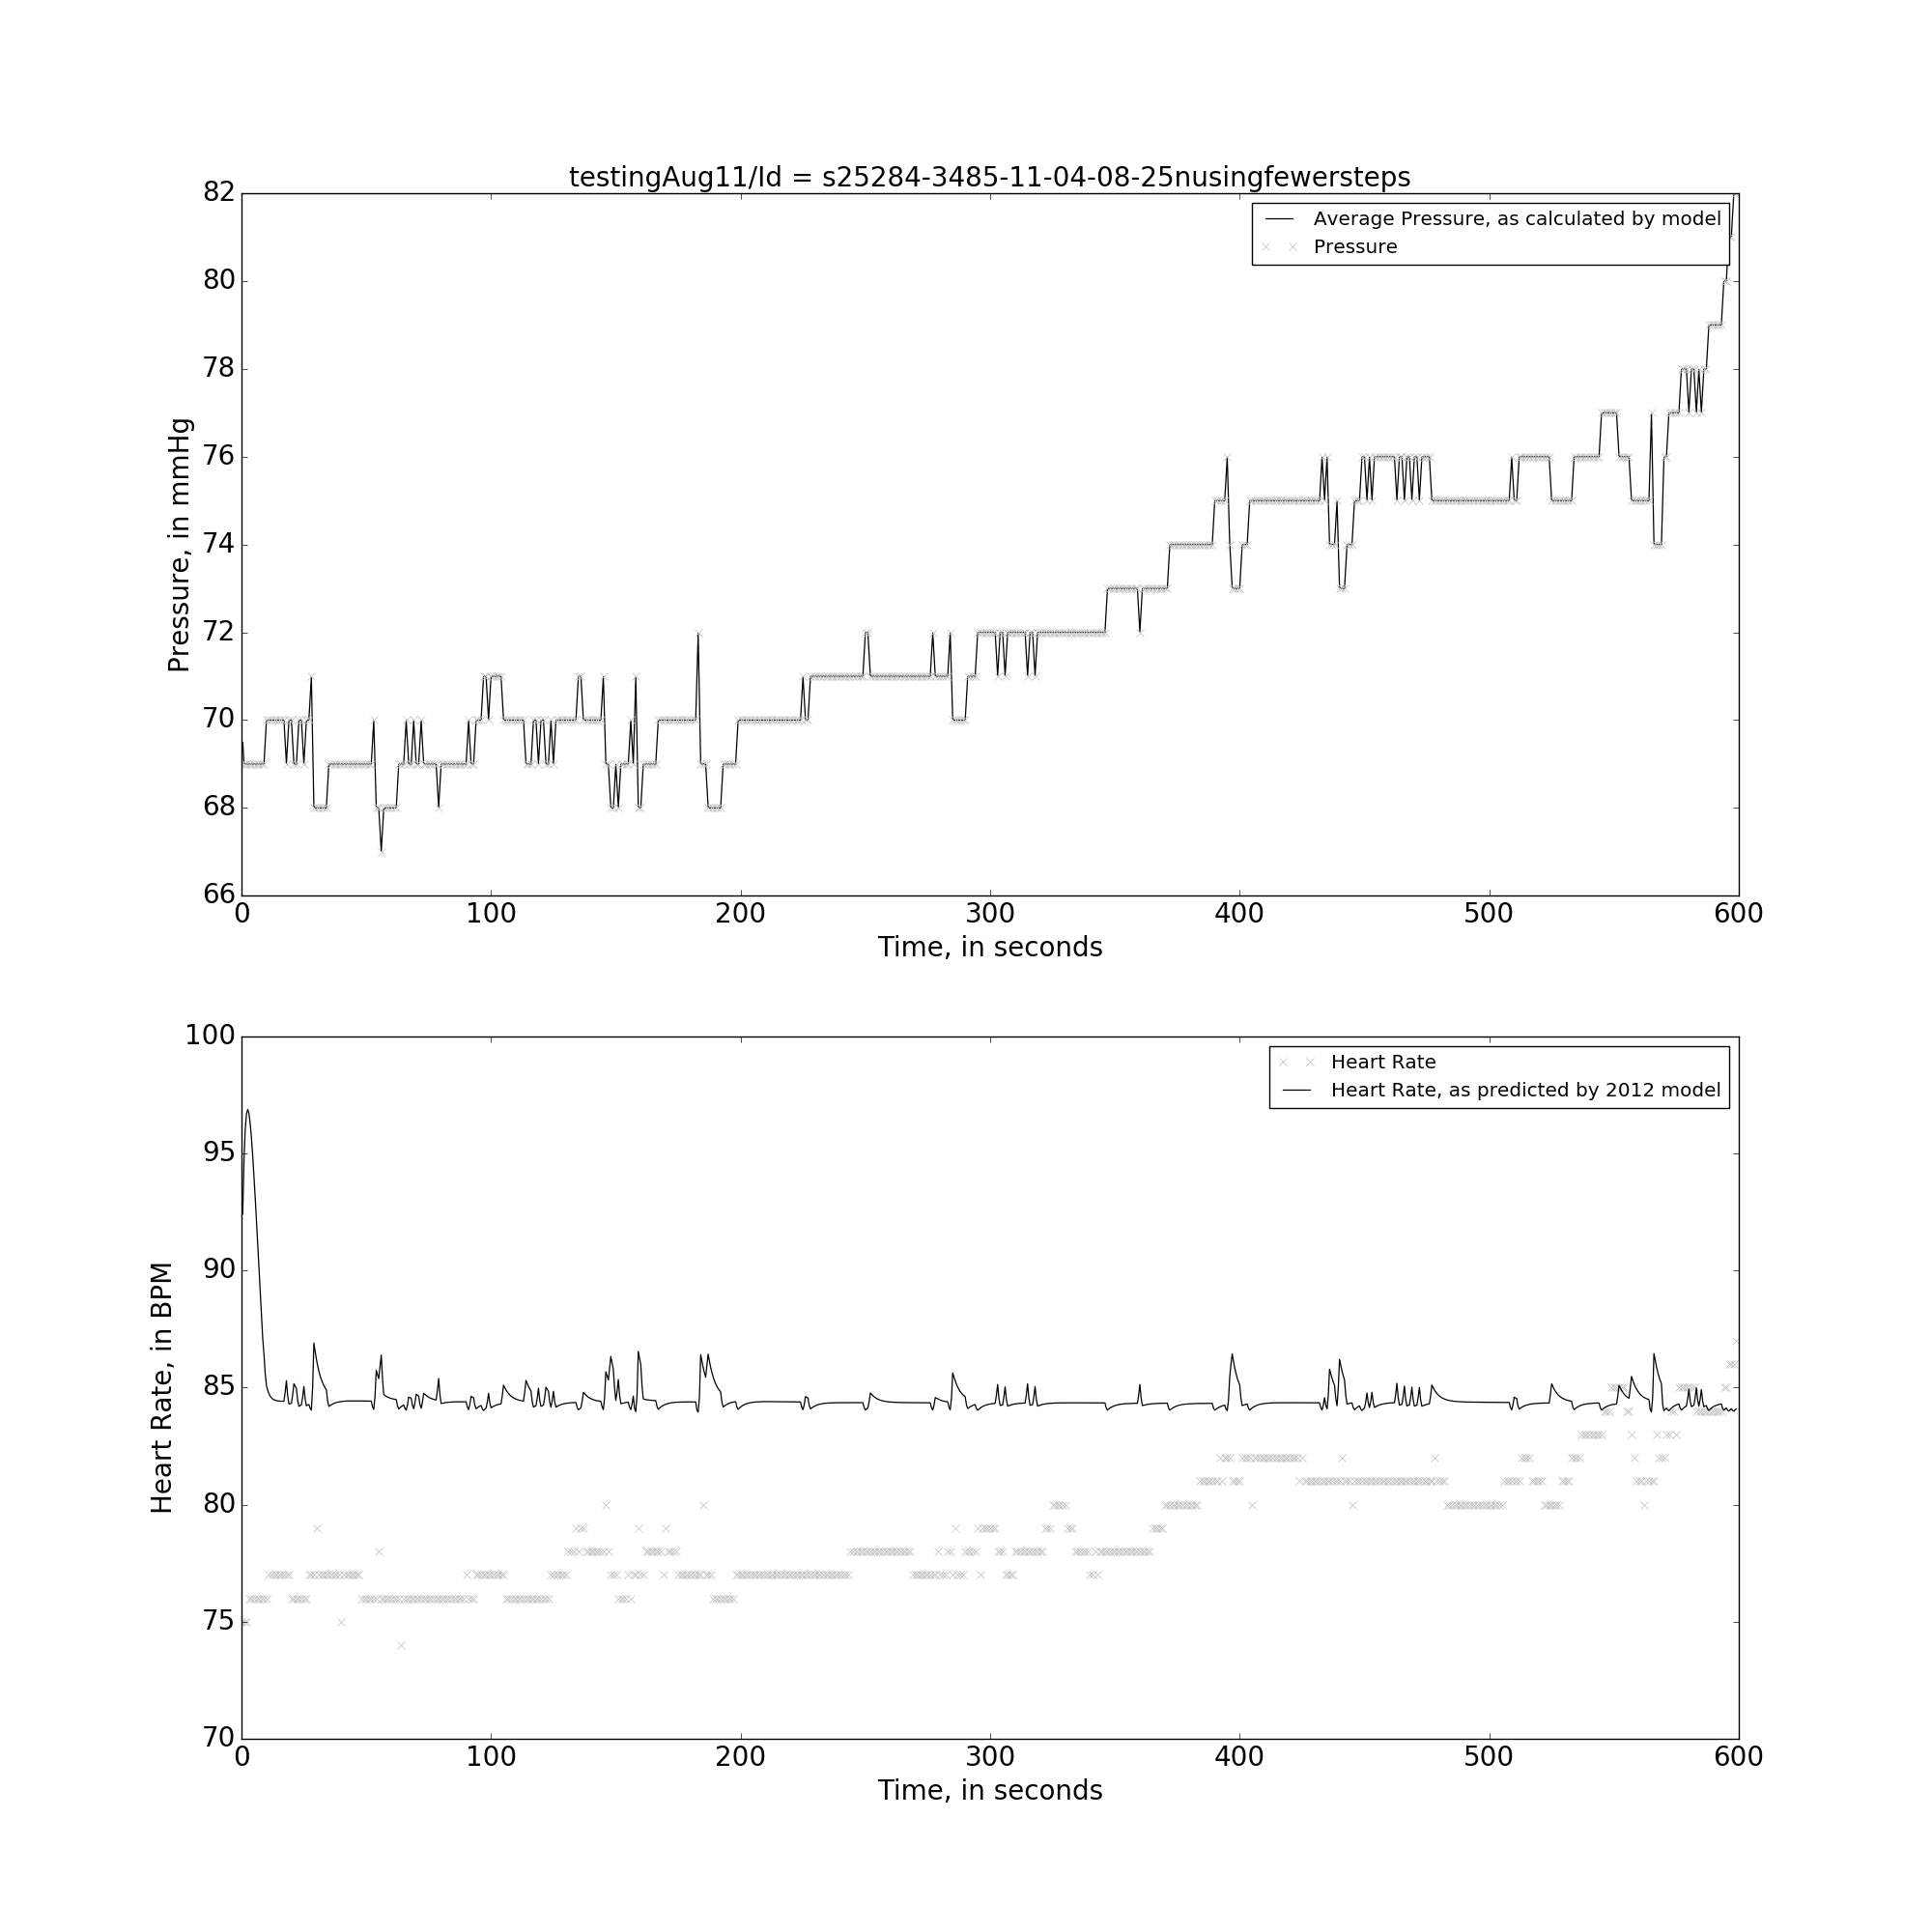 testingAug11/Id = s25284-3485-11-04-08-25nusingfewersteps
82
80
78
76
74
72
70
68
66
Pressure, in mmHg
Average Pressure, as calculated by model
Pressure
0 100 200 300 400 500 600
Time, in seconds
100
95
90
85
80
75
70
Heart Rate, in BPM
Heart Rate
Heart Rate, as predicted by 2012 model
0 100 200 300 400 500 600
Time, in seconds